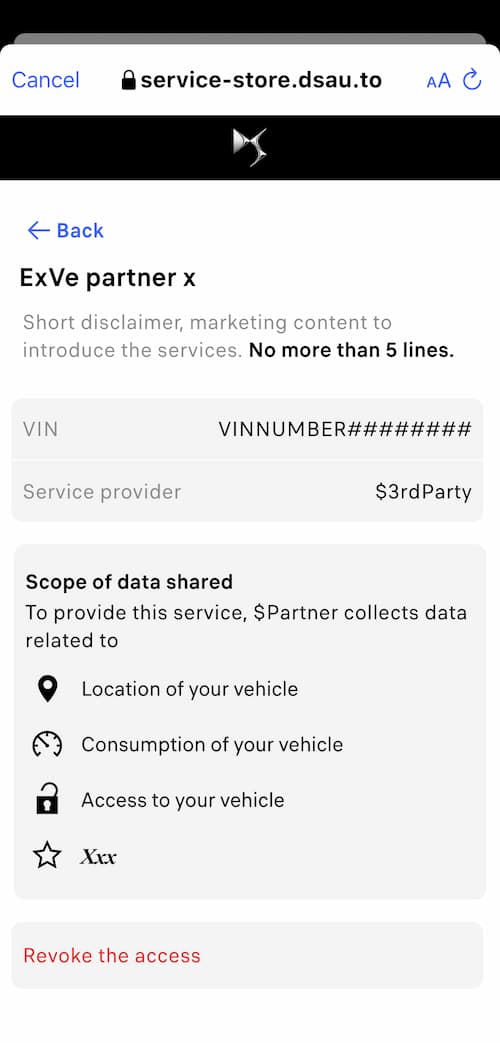 Cancel service-store.dsau.to AA
Back
ExVe partner x
Short disclaimer, marketing content to
introduce the services. No more than 5 lines.
VIN VINNUMBER########
Service provider $3rdParty
Scope of data shared
To provide this service, $Partner collects data
related to
Location of your vehicle
Consumption of your vehicle
Access to your vehicle
Xxx
Revoke the access